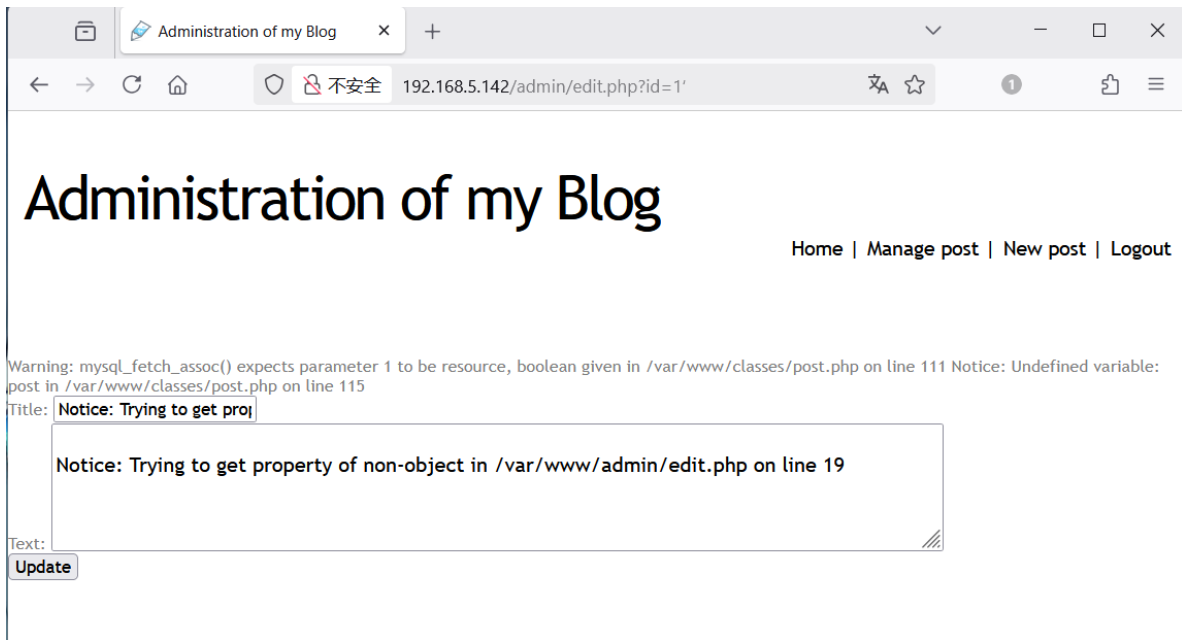 Administration of my Blog
不安全 192.168.5.142/admin/edit.php?id=1'
1
Administration of my Blog
Home | Manage post | New post | Logout
Warning: mysql_fetch_assoc() expects parameter 1 to be resource, boolean given in /var/www/classes/post.php on line 111 Notice: Undefined variable:
post in /var/www/classes/post.php on line 115
Title: Notice: Trying to get prop
Notice: Trying to get property of non-object in /var/www/admin/edit.php on line 19
Text:
Update